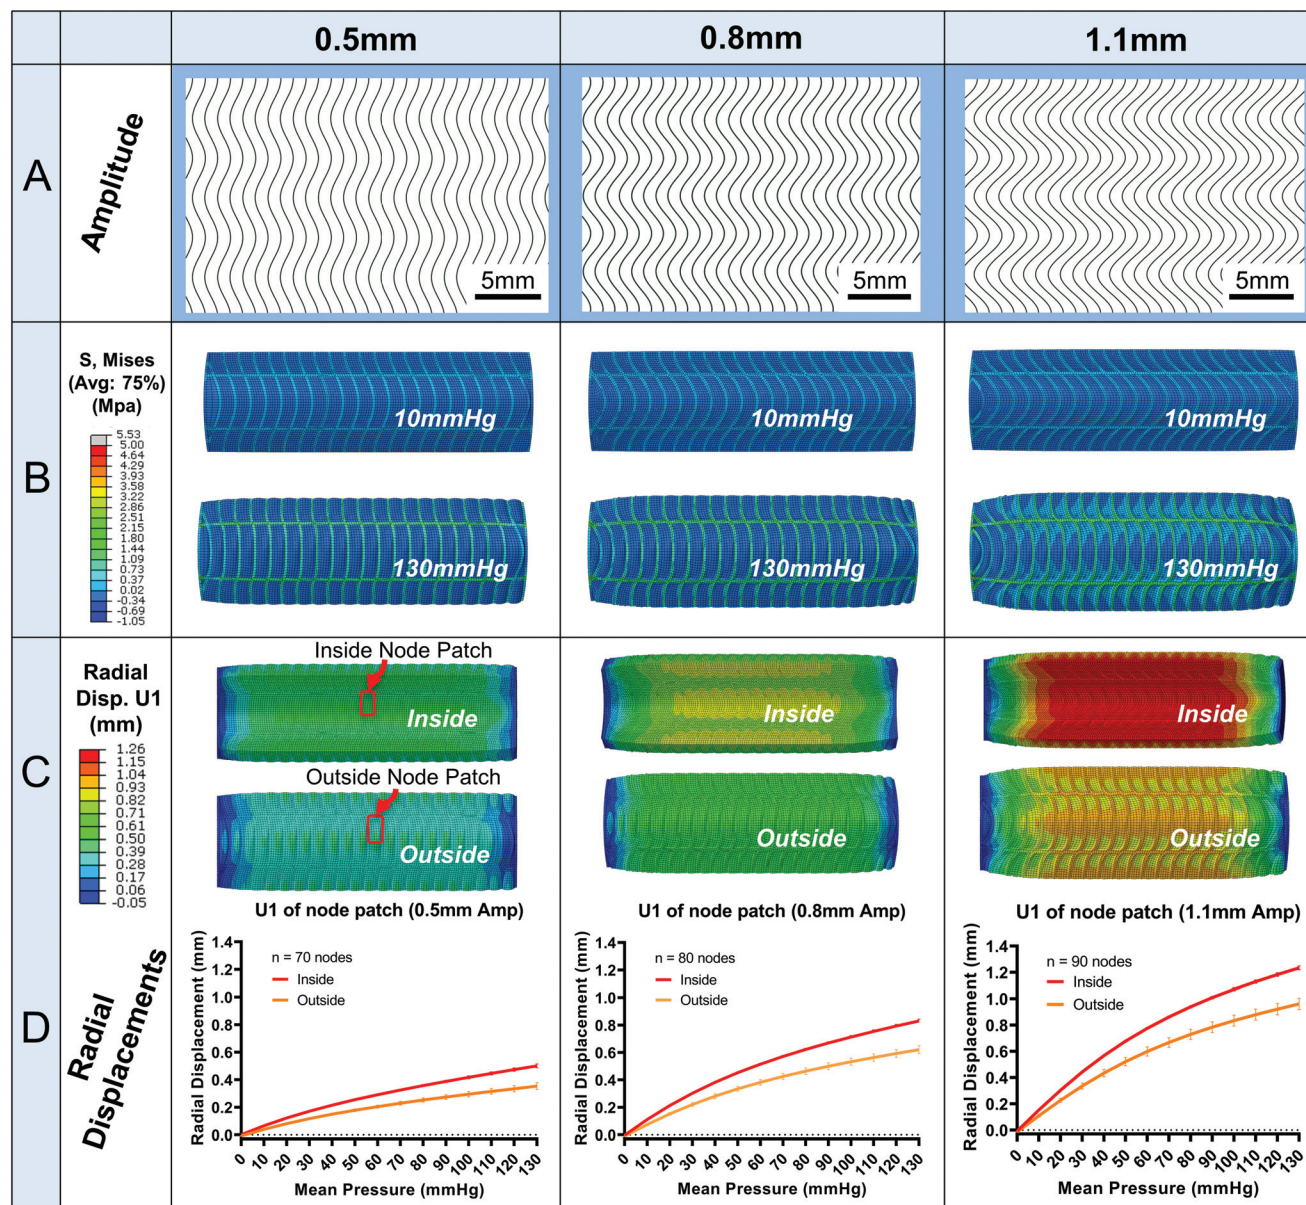 0.5mm
0.8mm
1.1mm
A
Amplitude
5mm
5mm
5mm
B
S, Mises
(Avg: 75%)
(Mpa)
5.53
5.00
4.64
4.29
3.93
3.58
3.22
2.86
2.51
2.15
1.80
1.44
1.09
0.73
0.37
0.02
-0.34
-0.69
-1.05
10mmHg
10mmHg
10mmHg
130mmHg
130mmHg
130mmHg
C
Radial
Disp. U1
(mm)
1.26
1.15
1.04
0.93
0.82
0.71
0.61
0.50
0.39
0.28
0.17
0.06
-0.05
Inside Node Patch
Inside
Outside Node Patch
Outside
Inside
Outside
Inside
Outside
D
Radial
Displacements
U1 of node patch (0.5mm Amp)
Radial Displacement (mm)
1.4
1.2
1.0
0.8
0.6
0.4
0.2
0.0
n = 70 nodes
Inside
Outside
0 10 20 30 40 50 60 70 80 90 100 110 120 130
Mean Pressure (mmHg)
U1 of node patch (0.8mm Amp)
Radial Displacement (mm)
1.4
1.2
1.0
0.8
0.6
0.4
0.2
0.0
n = 80 nodes
Inside
Outside
0 10 20 30 40 50 60 70 80 90 100 110 120 130
Mean Pressure (mmHg)
U1 of node patch (1.1mm Amp)
Radial Displacement (mm)
1.4
1.2
1.0
0.8
0.6
0.4
0.2
0.0
n = 90 nodes
Inside
Outside
0 10 20 30 40 50 60 70 80 90 100 110 120 130
Mean Pressure (mmHg)